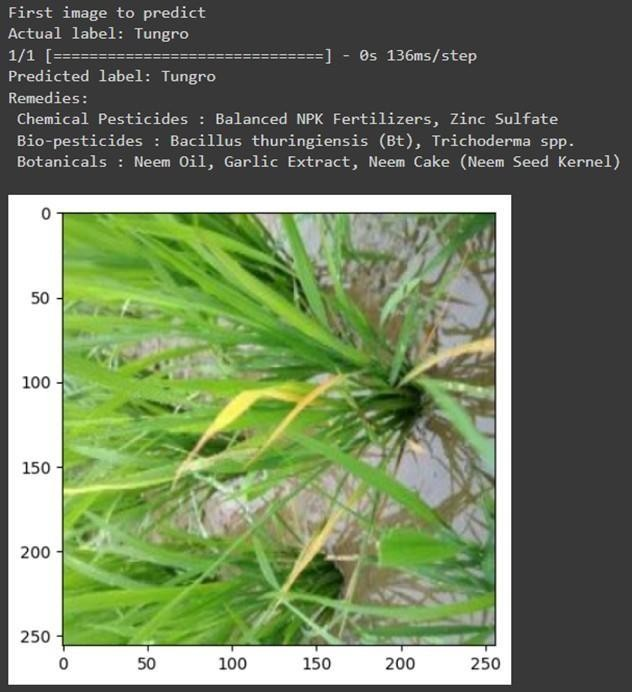 First image to predict
Actual label: Tungro
1/1 [==============================] - 0s 136ms/step
Predicted label: Tungro
Remedies:
Chemical Pesticides : Balanced NPK Fertilizers, Zinc Sulfate
Bio-pesticides : Bacillus thuringiensis (Bt), Trichoderma spp.
Botanicals : Neem Oil, Garlic Extract, Neem Cake (Neem Seed Kernel)
0
50
100
150
200
250
0 50 100 150 200 250